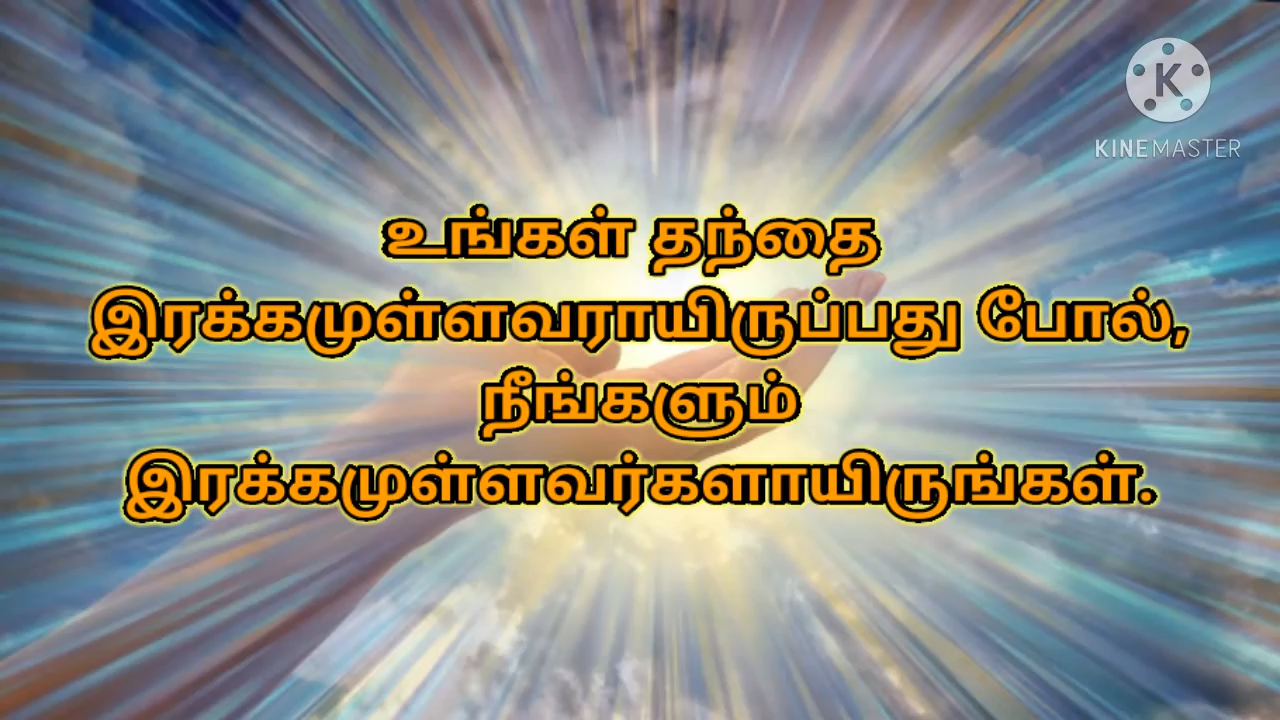 K
KINEMASTER
உங்கள் தந்தை
இரக்கமுள்ளவராயிருப்பது போல்,
நீங்களும்
இரக்கமுள்ளவர்களாயிருங்கள்.